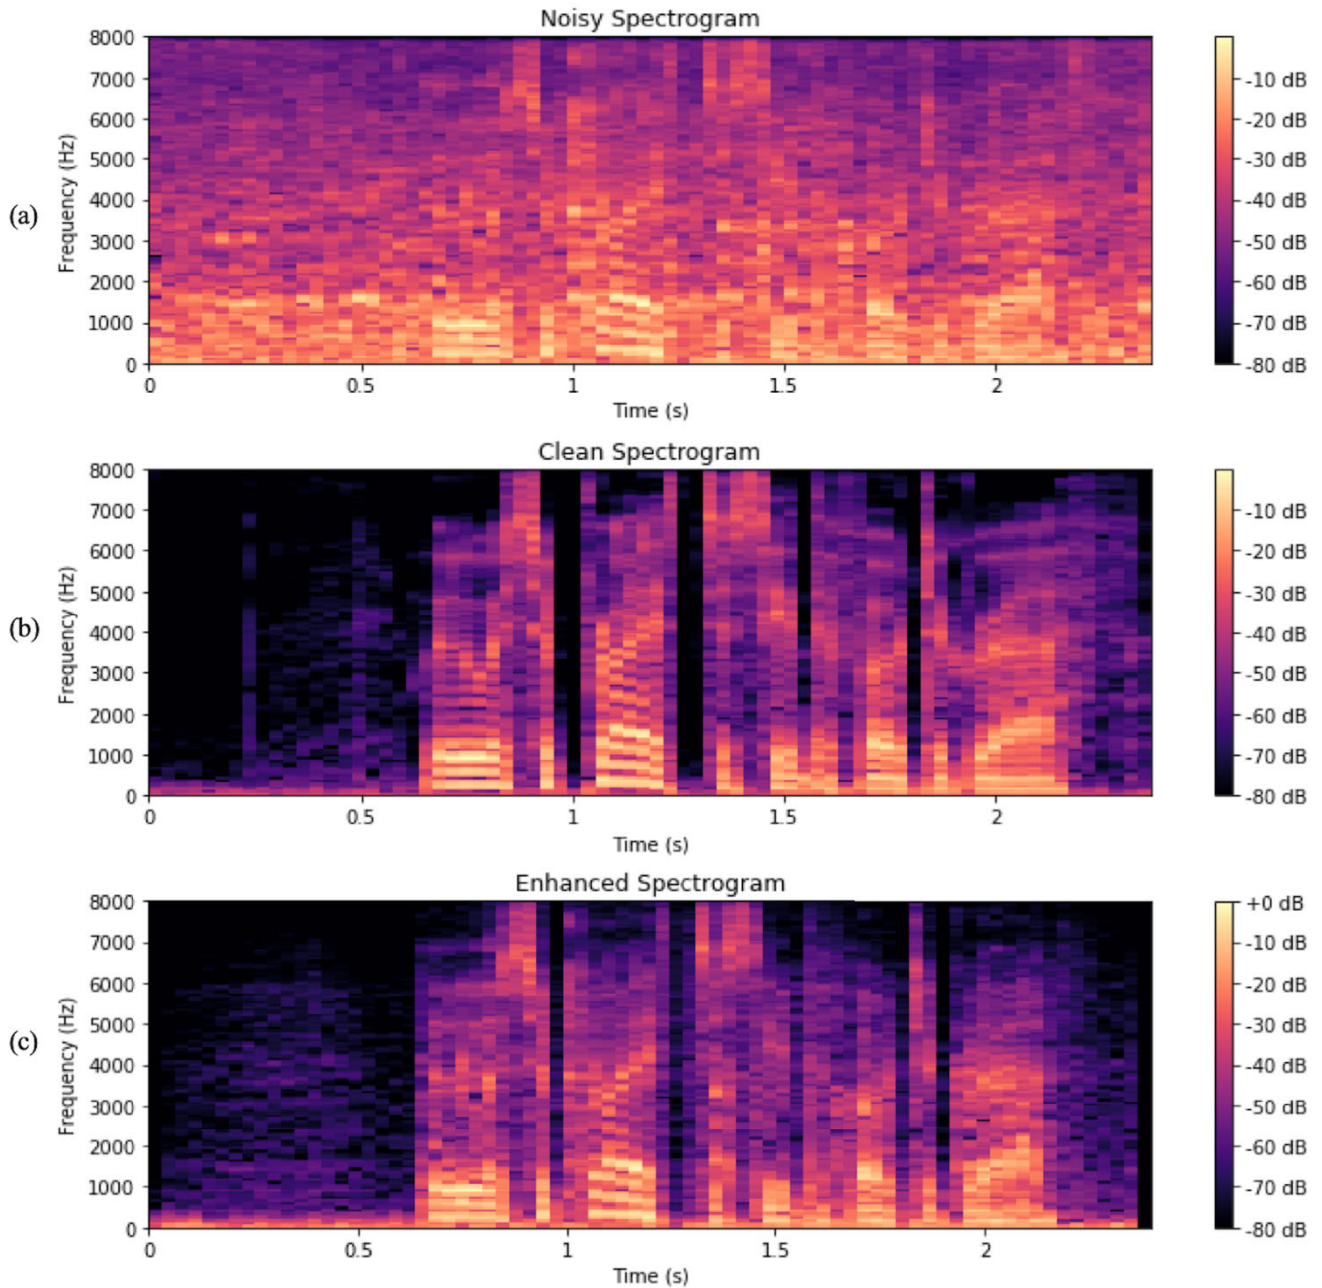 Noisy Spectrogram
8000
7000
6000
5000
4000
3000
2000
1000
0
Frequency (Hz)
(a)
0 0.5 1 1.5 2
Time (s)
-10 dB
-20 dB
-30 dB
-40 dB
-50 dB
-60 dB
-70 dB
-80 dB
Clean Spectrogram
8000
7000
6000
5000
4000
3000
2000
1000
0
Frequency (Hz)
(b)
0 0.5 1 1.5 2
Time (s)
-10 dB
-20 dB
-30 dB
-40 dB
-50 dB
-60 dB
-70 dB
-80 dB
Enhanced Spectrogram
8000
7000
6000
5000
4000
3000
2000
1000
0
Frequency (Hz)
(c)
0 0.5 1 1.5 2
Time (s)
+0 dB
-10 dB
-20 dB
-30 dB
-40 dB
-50 dB
-60 dB
-70 dB
-80 dB